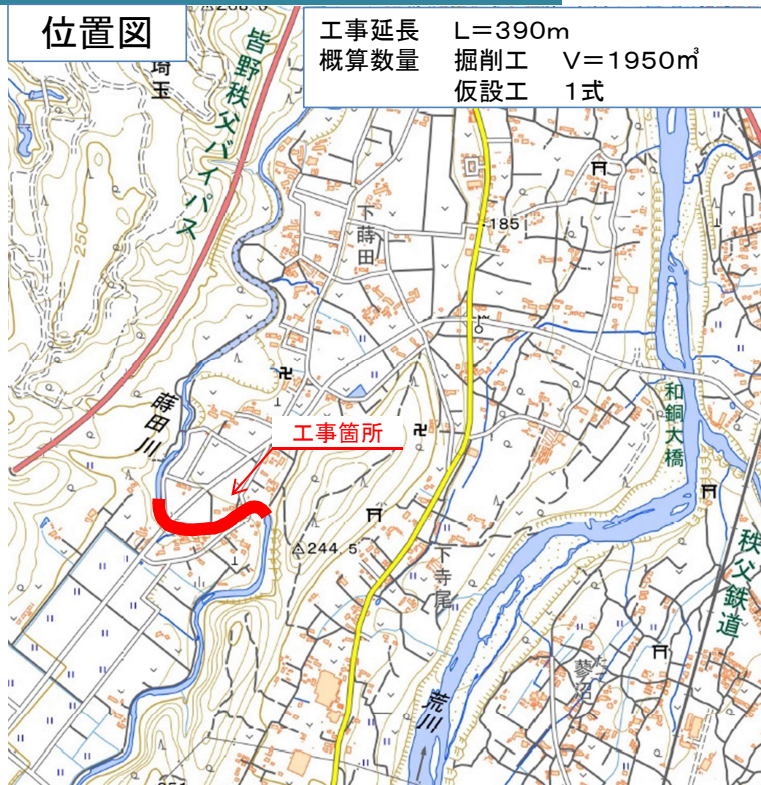 位置図
工事延長 L=390m
概算数量 掘削工 V=1950㎥
仮設工 1式
埼玉
皆野秩父バイパス
250
下蒔田
185
蒔田川
工事箇所
和銅大橋
244.5
下寺尾
秩父鉄道
蓼沼
荒川